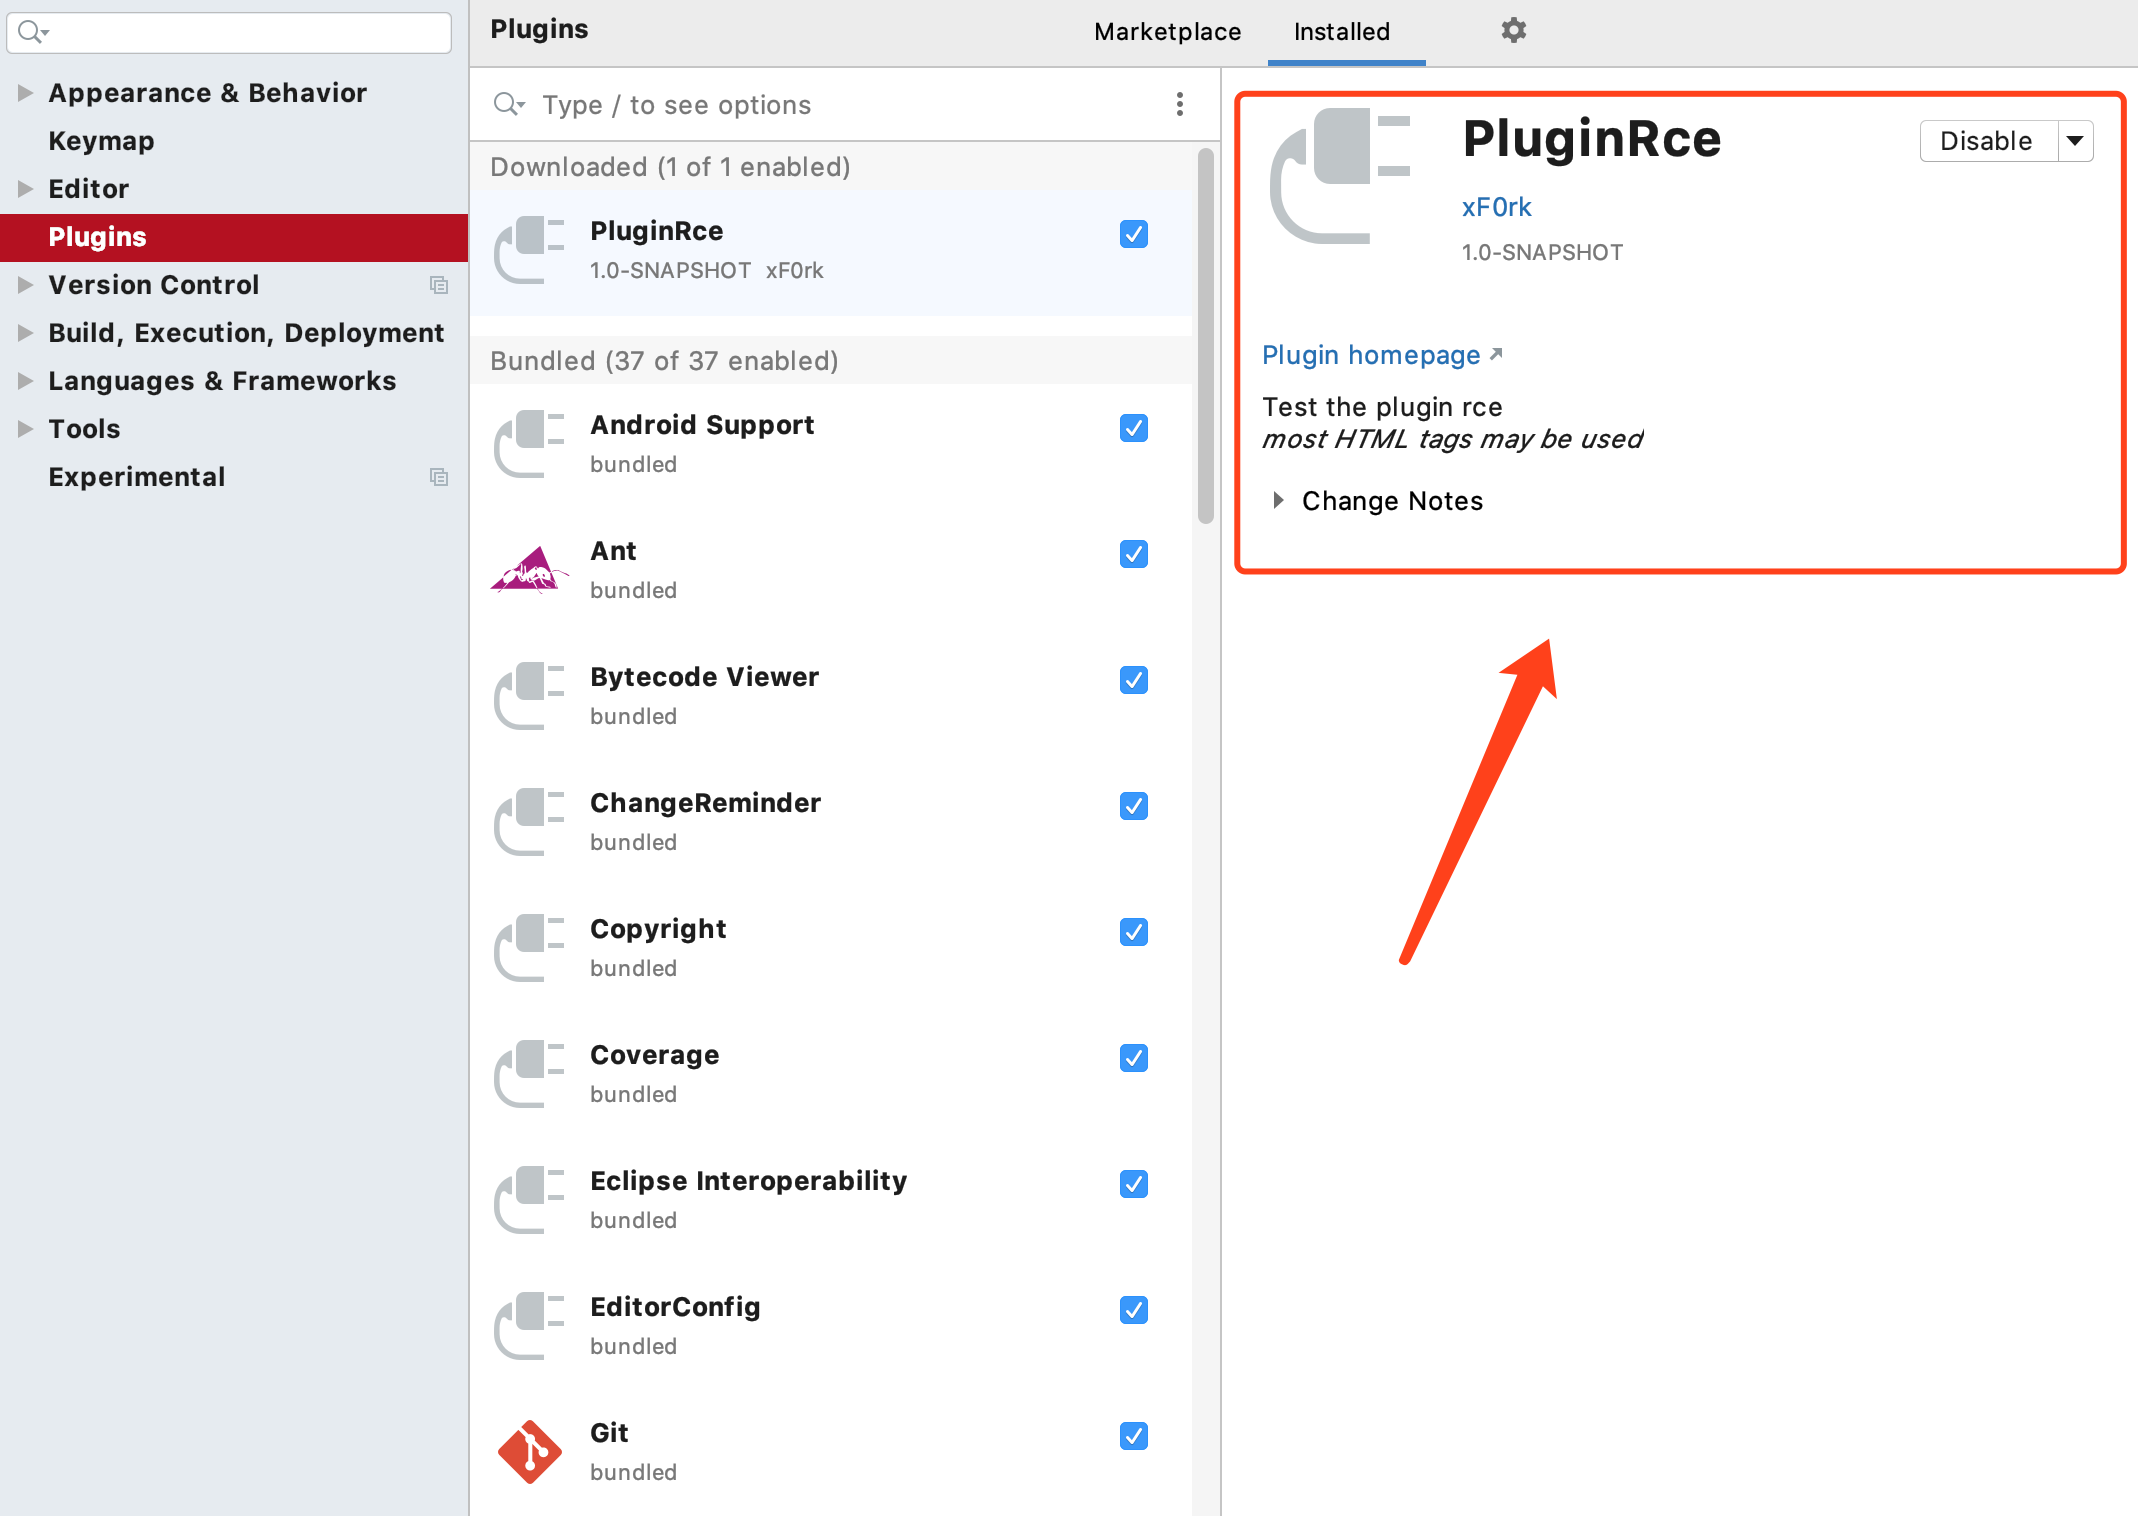 Appearance & Behavior
Keymap
Editor
Plugins
Version Control
Build, Execution, Deployment
Languages & Frameworks
Tools
Experimental
Plugins
Marketplace
Installed
Type / to see options
Downloaded (1 of 1 enabled)
PluginRce
1.0-SNAPSHOT xF0rk
Bundled (37 of 37 enabled)
Android Support
bundled
Ant
bundled
Bytecode Viewer
bundled
ChangeReminder
bundled
Copyright
bundled
Coverage
bundled
Eclipse Interoperability
bundled
EditorConfig
bundled
Git
bundled
PluginRce
Disable
xF0rk
1.0-SNAPSHOT
Plugin homepage
Test the plugin rce
most HTML tags may be used
Change Notes